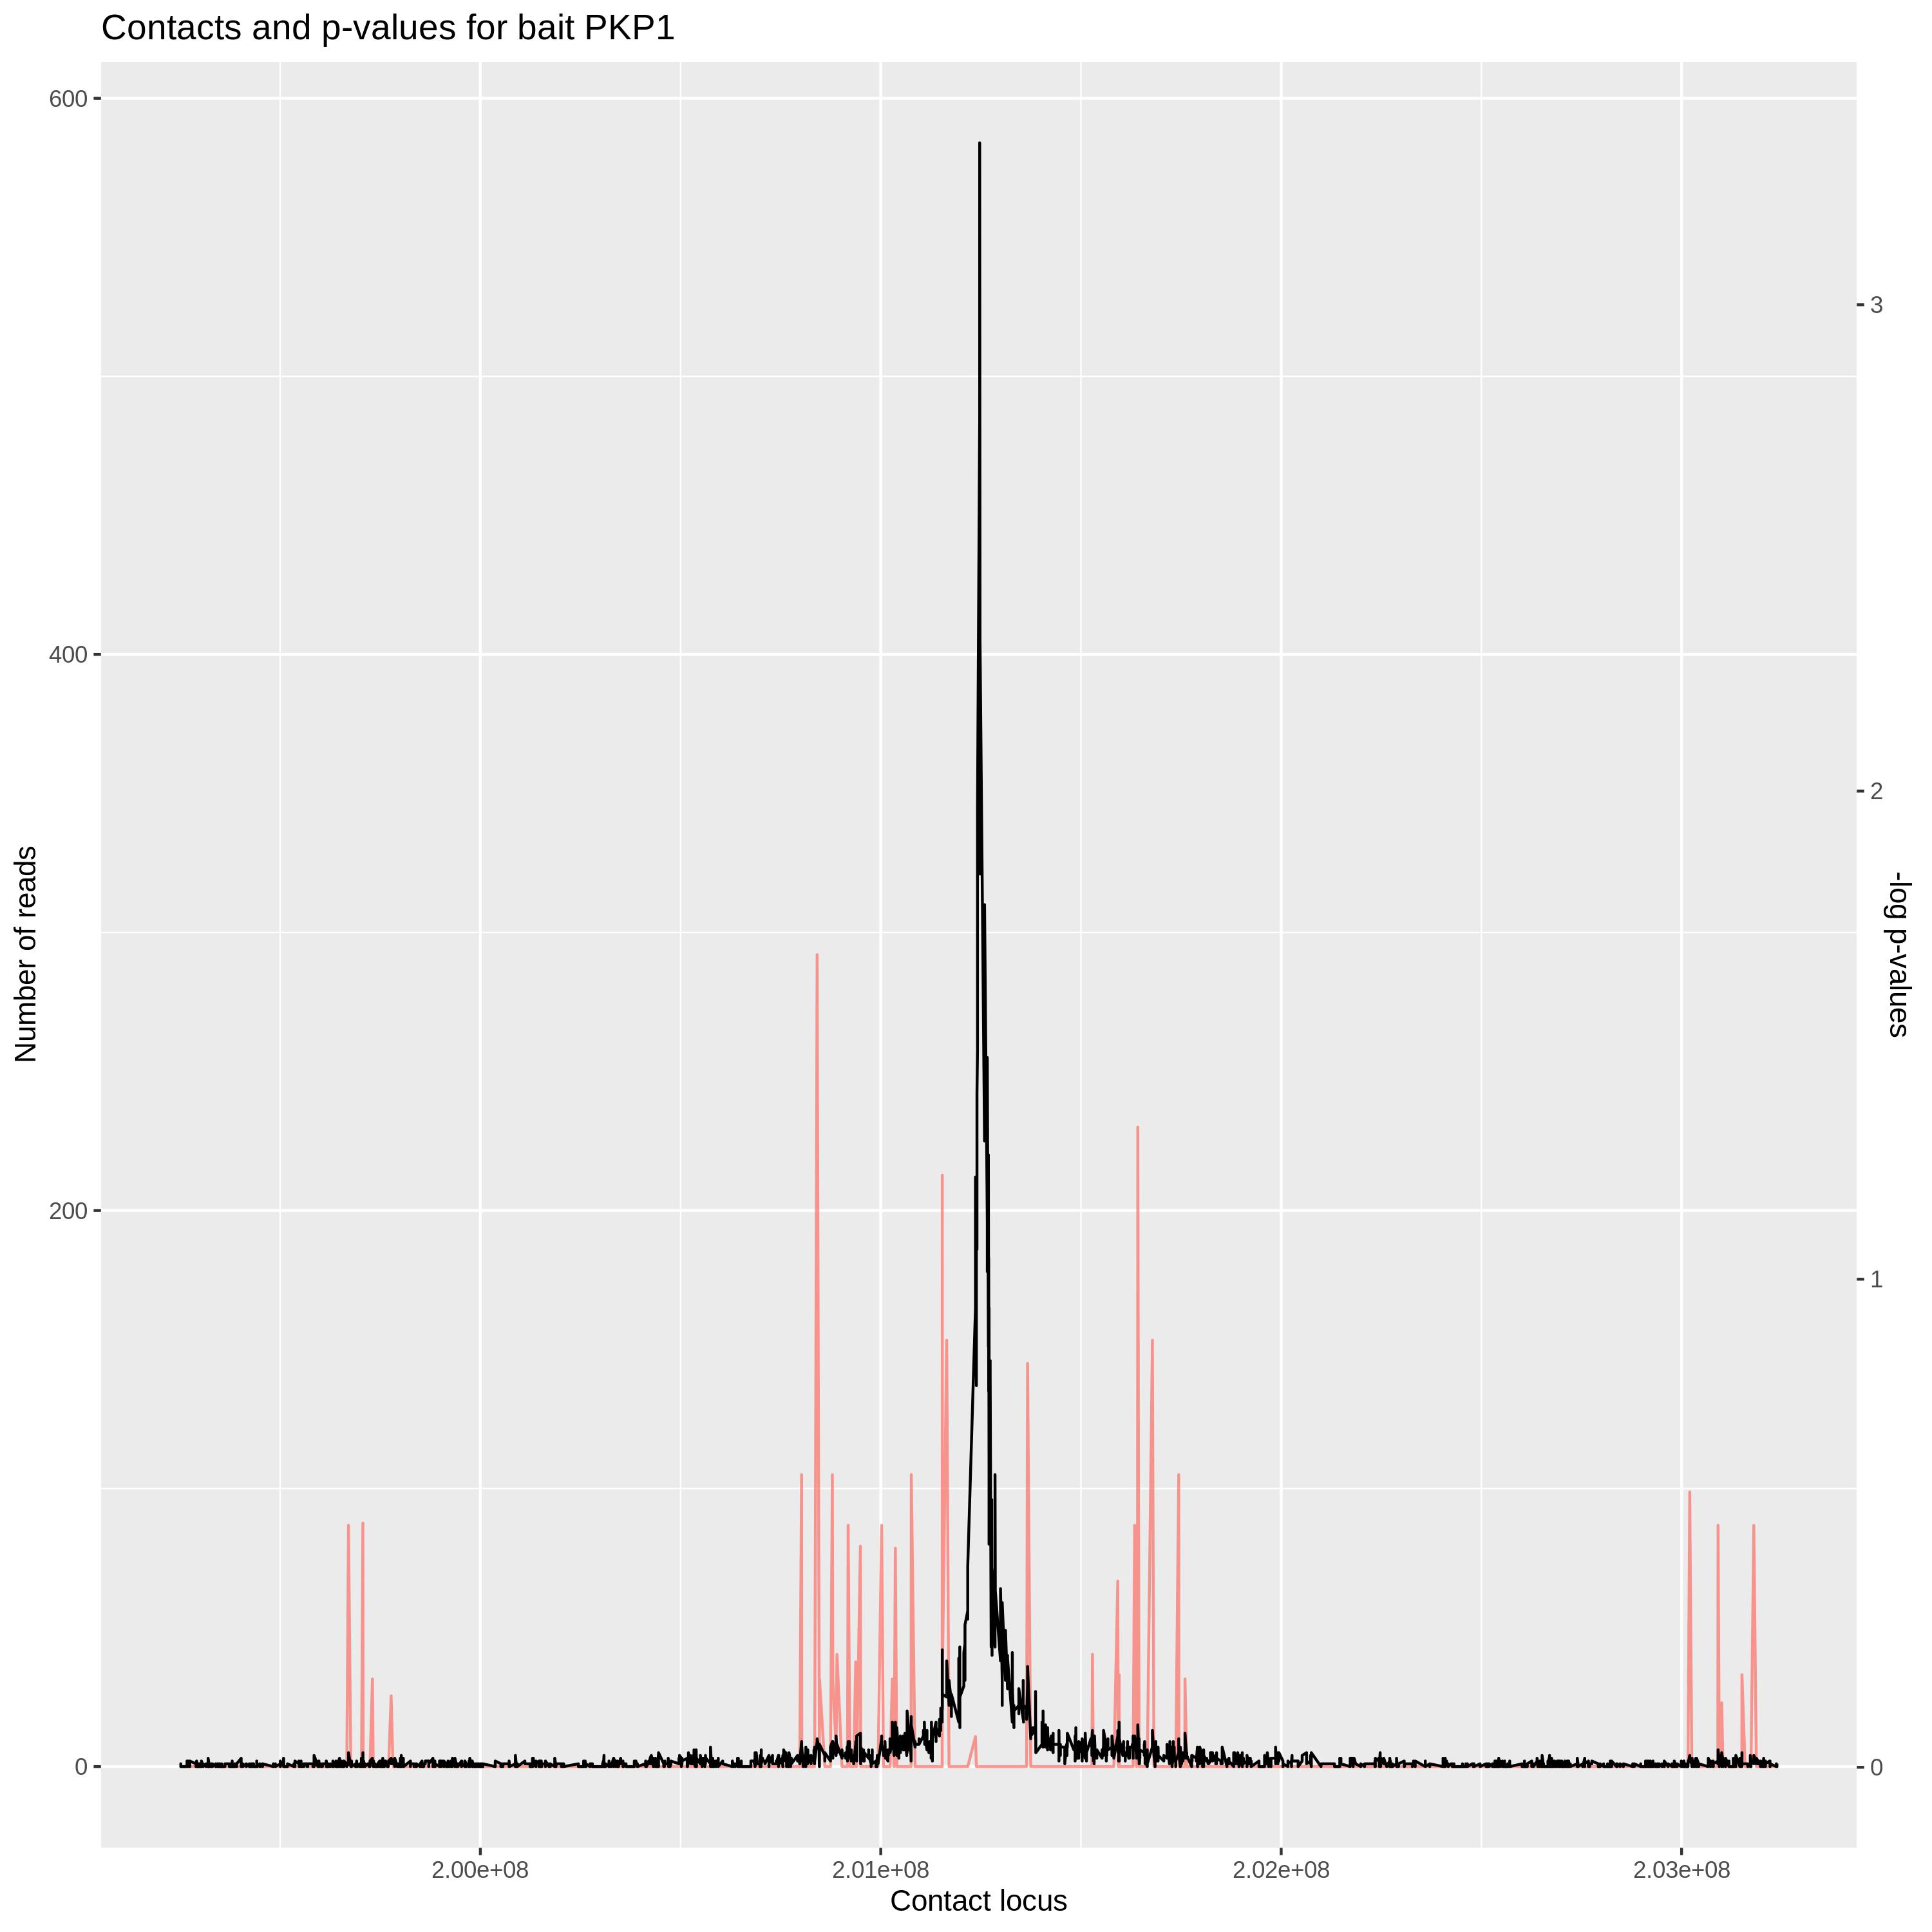 Contacts and p-values for bait PKP1
600
400
200
0
Number of reads
3
2
1
0
-log p-values
2.00e+08
2.01e+08
2.02e+08
2.03e+08
Contact locus